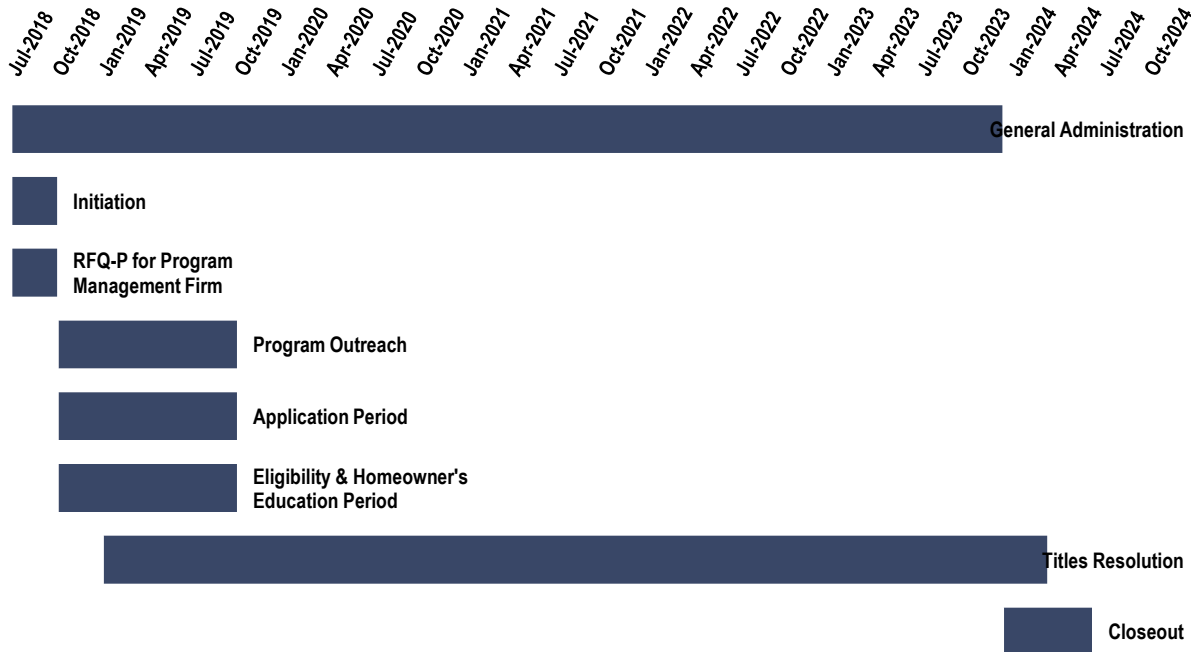 Jul-2018
Oct-2018
Jan-2019
Apr-2019
Jul-2019
Oct-2019
Jan-2020
Apr-2020
Jul-2020
Oct-2020
Jan-2021
Apr-2021
Jul-2021
Oct-2021
Jan-2022
Apr-2022
Jul-2022
Oct-2022
Jan-2023
Apr-2023
Jul-2023
Oct-2023
Jan-2024
Apr-2024
Jul-2024
Oct-2024
General Administration
Initiation
RFQ-P for Program
Management Firm
Program Outreach
Application Period
Eligibility & Homeowner's
Education Period
Titles Resolution
Closeout